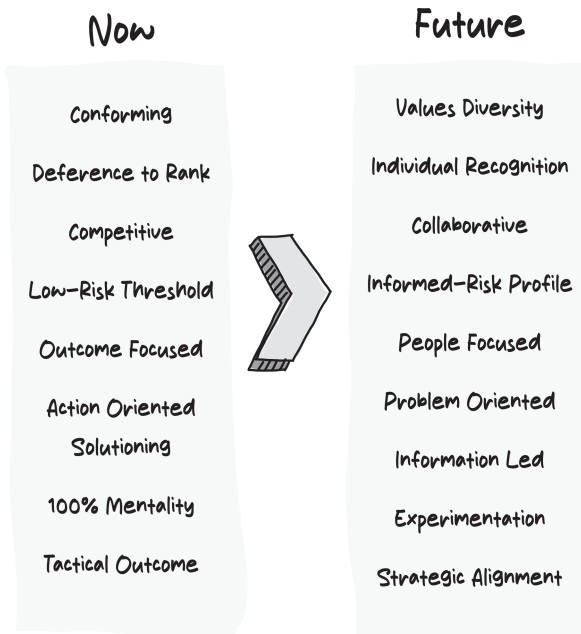 Now
Conforming
Deference to Rank
Competitive
Low-Risk Threshold
Outcome Focused
Action Oriented
Solutioning
100% Mentality
Tactical Outcome
Future
Values Diversity
Individual Recognition
Collaborative
Informed-Risk Profile
People Focused
Problem Oriented
Information Led
Experimentation
Strategic Alignment